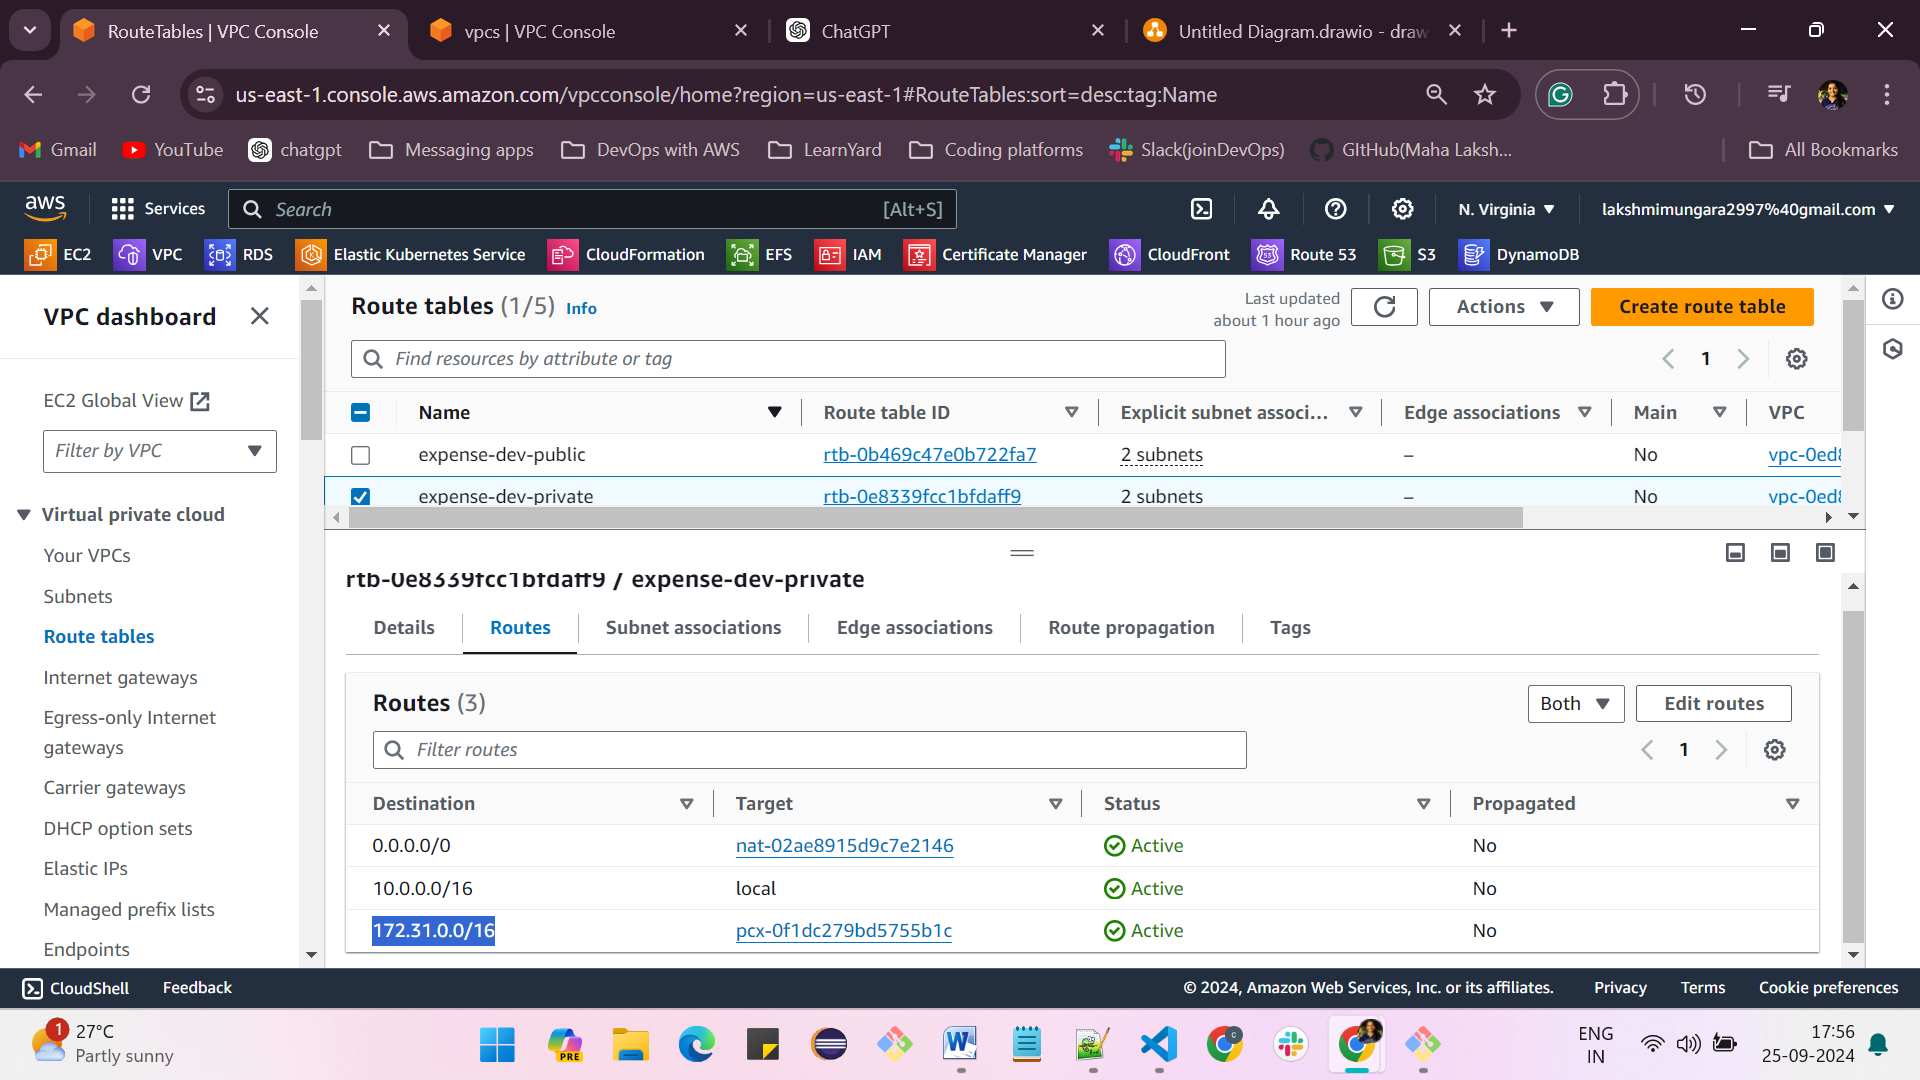 RouteTables | VPC Console
vpcs | VPC Console
ChatGPT
Untitled Diagram.drawio - draw
us-east-1.console.aws.amazon.com/vpcconsole/home?region=us-east-1#RouteTables:sort=desc:tag:Name
Gmail
YouTube
chatgpt
Messaging apps
DevOps with AWS
LearnYard
Coding platforms
Slack(joinDevOps)
GItHub(Maha Laksh...
All Bookmarks
aws
Services
Search
[Alt+S]
N. Virginia
lakshmimungara2997%40gmail.com
EC2
VPC
RDS
Elastic Kubernetes Service
CloudFormation
EFS
IAM
Certificate Manager
CloudFront
Route 53
S3
DynamoDB
VPC dashboard
EC2 Global View
Filter by VPC
Virtual private cloud
Your VPCs
Subnets
Route tables
Internet gateways
Egress-only Internet
gateways
Carrier gateways
DHCP option sets
Elastic IPs
Managed prefix lists
Endpoints
Route tables (1/5) Info
Last updated
about 1 hour ago
Actions
Create route table
Find resources by attribute or tag
1
Name Route table ID Explicit subnet associ... Edge associations Main VPC
expense-dev-public rtb-0b469c47e0b722fa7 2 subnets – No vpc-0ed8
expense-dev-private rtb-0e8339fcc1bfdaff9 2 subnets – No vpc-0ed8
rtb-0e8339fcc1bfdaff9 / expense-dev-private
Details
Routes
Subnet associations
Edge associations
Route propagation
Tags
Routes (3)
Both
Edit routes
Filter routes
1
Destination Target Status Propagated
0.0.0.0/0 nat-02ae8915d9c7e2146 Active No
10.0.0.0/16 local Active No
172.31.0.0/16 pcx-0f1dc279bd5755b1c Active No
CloudShell
Feedback
© 2024, Amazon Web Services, Inc. or its affiliates.
Privacy
Terms
Cookie preferences
1
27°C
Partly sunny
PRE
ENG
IN
17:56
25-09-2024